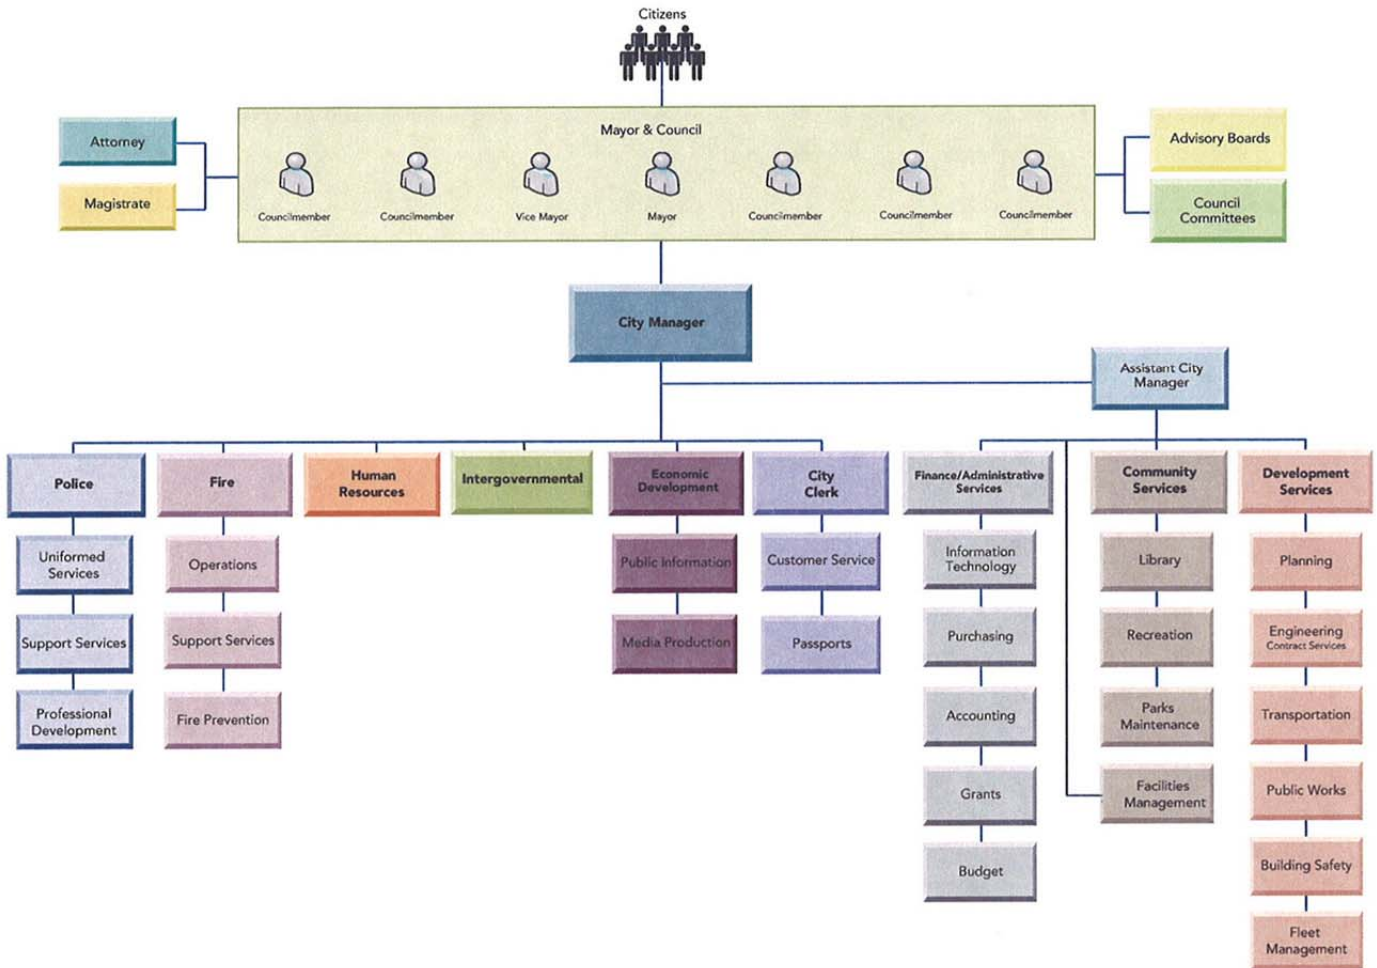 Citizens
Mayor & Council
Attorney
Magistrate
Councilmember
Councilmember
Vice Mayor
Mayor
Councilmember
Councilmember
Councilmember
Advisory Boards
Council
Committees
City Manager
Assistant City
Manager
Police
Uniformed
Services
Support Services
Professional
Development
Fire
Operations
Support Services
Fire Prevention
Human
Resources
Intergovernmental
Economic
Development
Public Information
Media Production
City
Clerk
Customer Service
Passports
Finance/Administrative
Services
Information
Technology
Purchasing
Accounting
Grants
Budget
Community
Services
Library
Recreation
Parks
Maintenance
Facilities
Management
Development
Services
Planning
Engineering
Contract Services
Transportation
Public Works
Building Safety
Fleet
Management